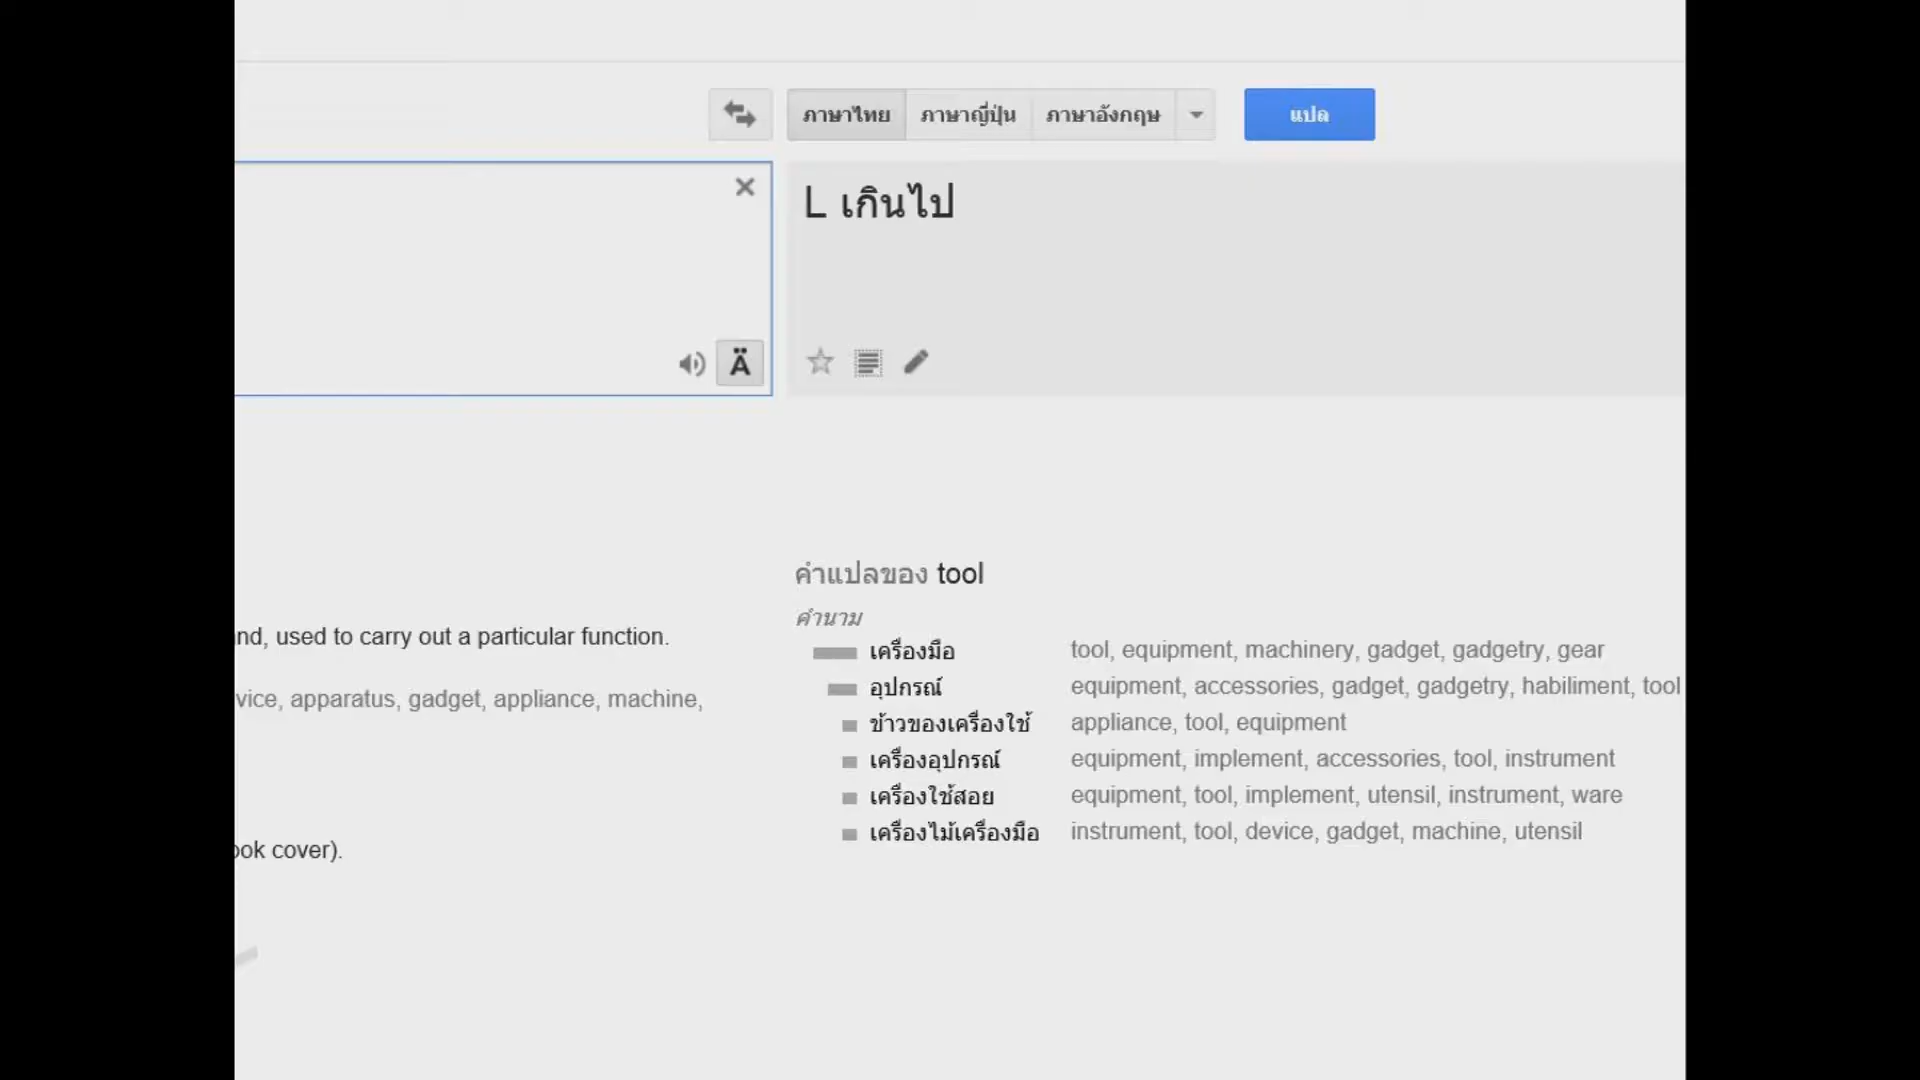 ภาษาไทย ภาษาญี่ปุ่น ภาษาอังกฤษ แปล
L เกินไป
Ä
คำแปลของ tool
คำนาม
nd, used to carry out a particular function.
เครื่องมือ tool, equipment, machinery, gadget, gadgetry, gear
อุปกรณ์ equipment, accessories, gadget, gadgetry, habiliment, tool
vice, apparatus, gadget, appliance, machine,
ข้าวของเครื่องใช้ appliance, tool, equipment
เครื่องอุปกรณ์ equipment, implement, accessories, tool, instrument
เครื่องใช้สอย equipment, tool, implement, utensil, instrument, ware
เครื่องไม้เครื่องมือ instrument, tool, device, gadget, machine, utensil
ook cover).